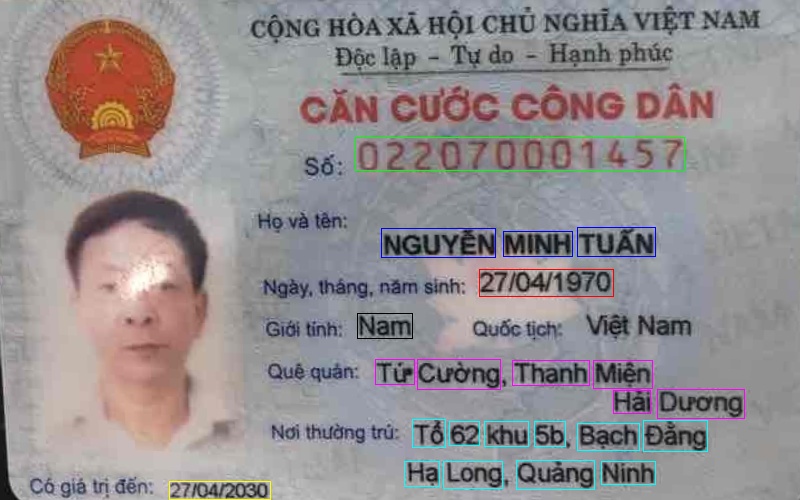 CỘNG HÒA XÃ HỘI CHỦ NGHĨA VIỆT NAM
Độc lập - Tự do - Hạnh phúc
CĂN CƯỚC CÔNG DÂN
Số: 022070001457
Họ và tên:
NGUYỄN MINH TUẤN
Ngày, tháng, năm sinh: 27/04/1970
Giới tính: Nam Quốc tịch: Việt Nam
Quê quán: Tứ Cường, Thanh Miện
Hải Dương
Nơi thường trú: Tổ 62 khu 5b, Bạch Đằng
Hạ Long, Quảng Ninh
Có giá trị đến: 27/04/2030